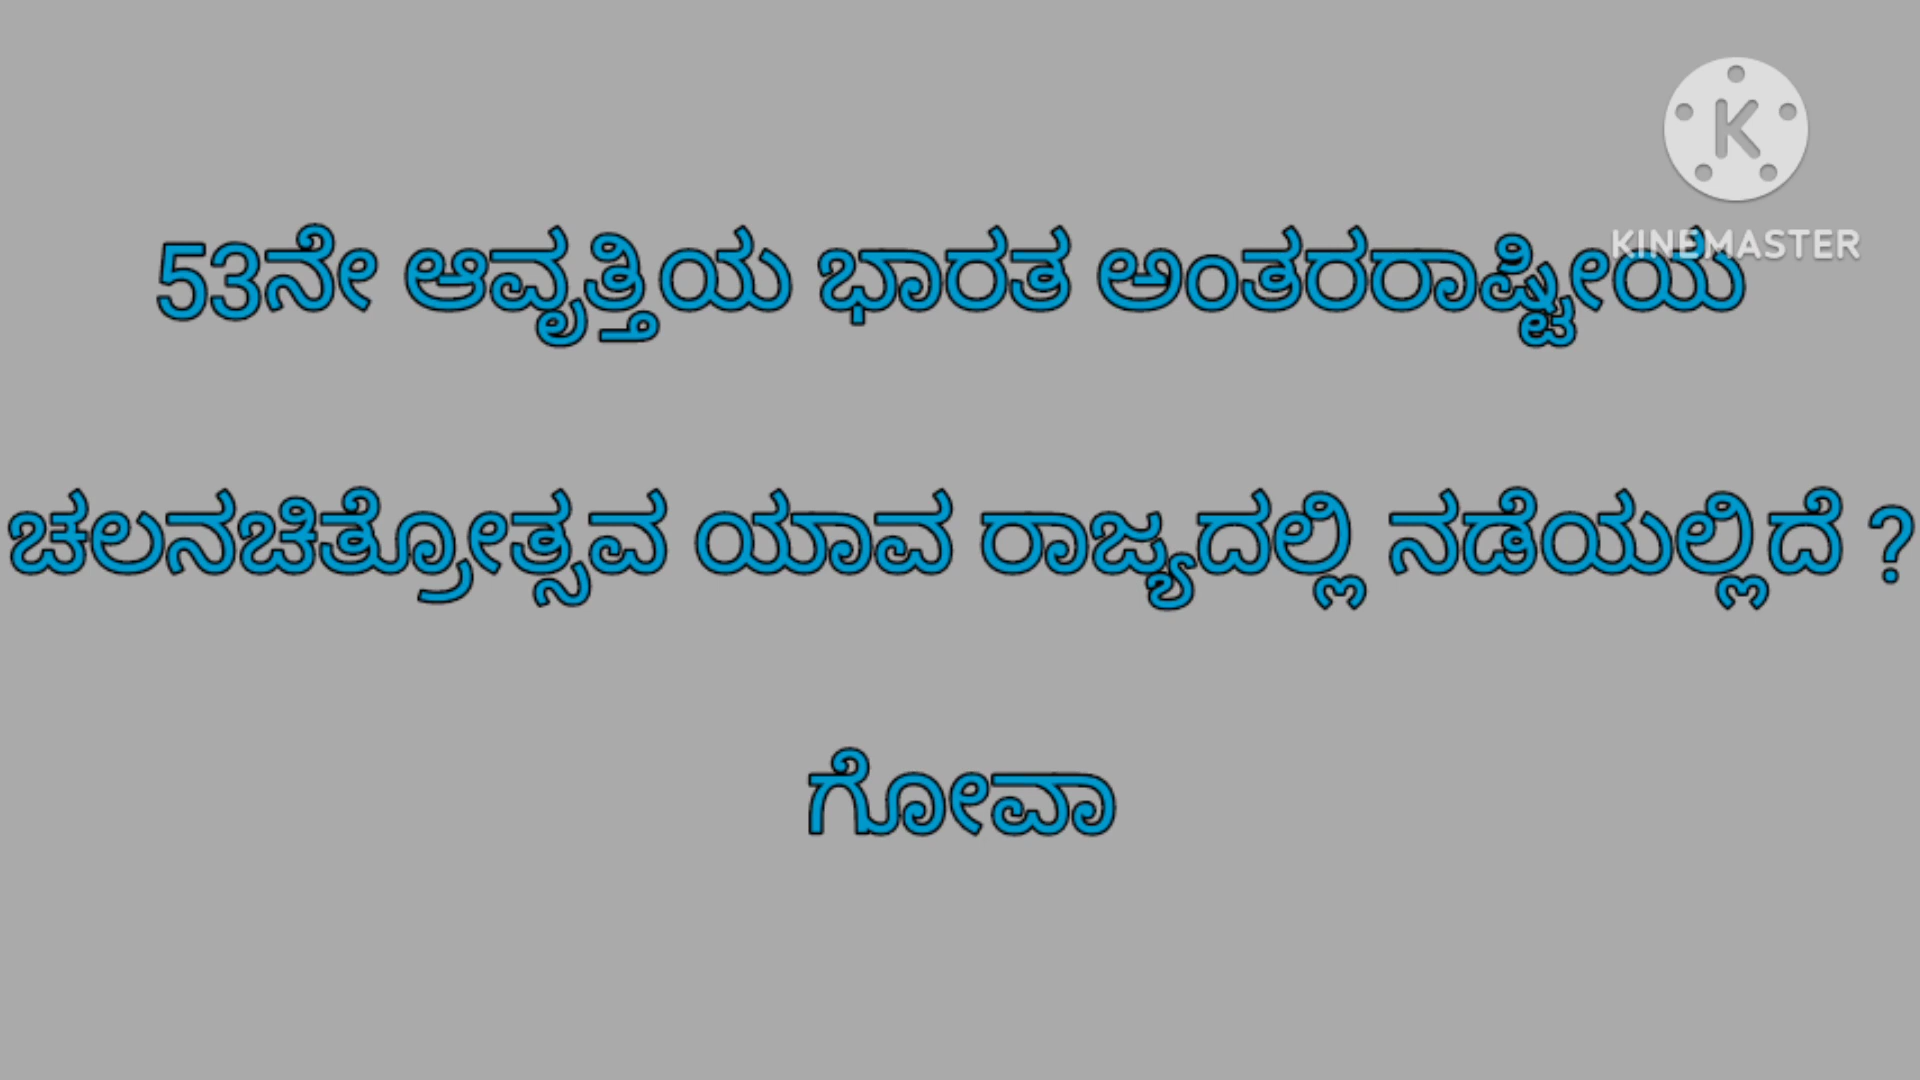 KINEMASTER
53ನೇ ಆವೃತ್ತಿಯ ಭಾರತ ಅಂತರರಾಷ್ಟ್ರೀಯ
ಚಲನಚಿತ್ರೋತ್ಸವ ಯಾವ ರಾಜ್ಯದಲ್ಲಿ ನಡೆಯಲ್ಲಿದೆ ?
ಗೋವಾ